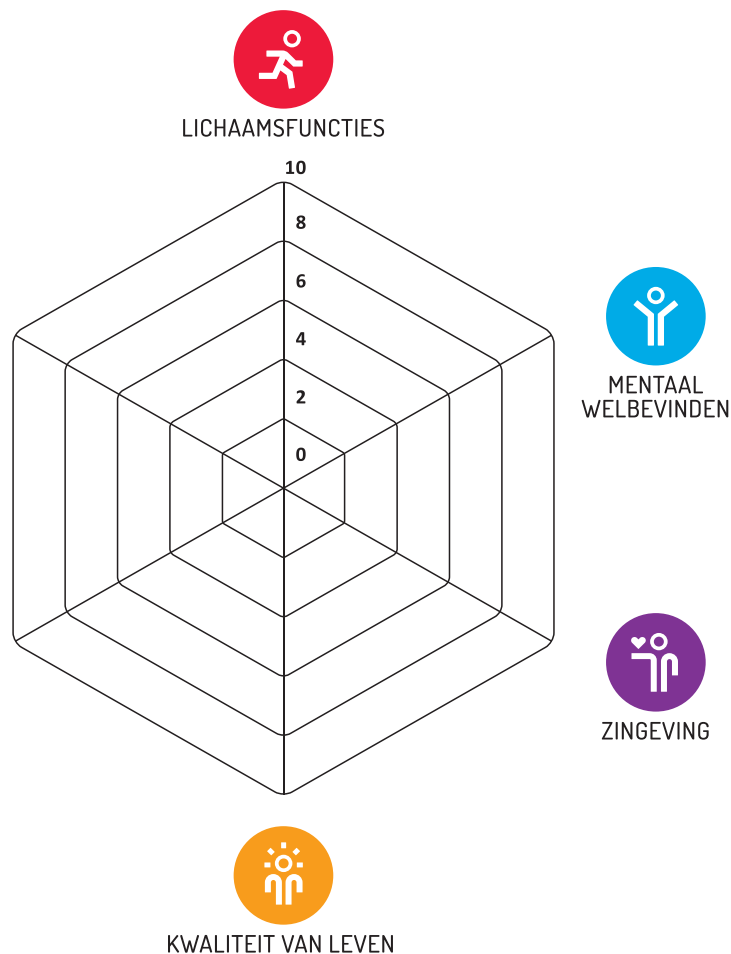 LICHAAMSFUNCTIES
10
8
6
4
2
0
MENTAAL
WELBEVINDEN
ZINGEVING
KWALITEIT VAN LEVEN